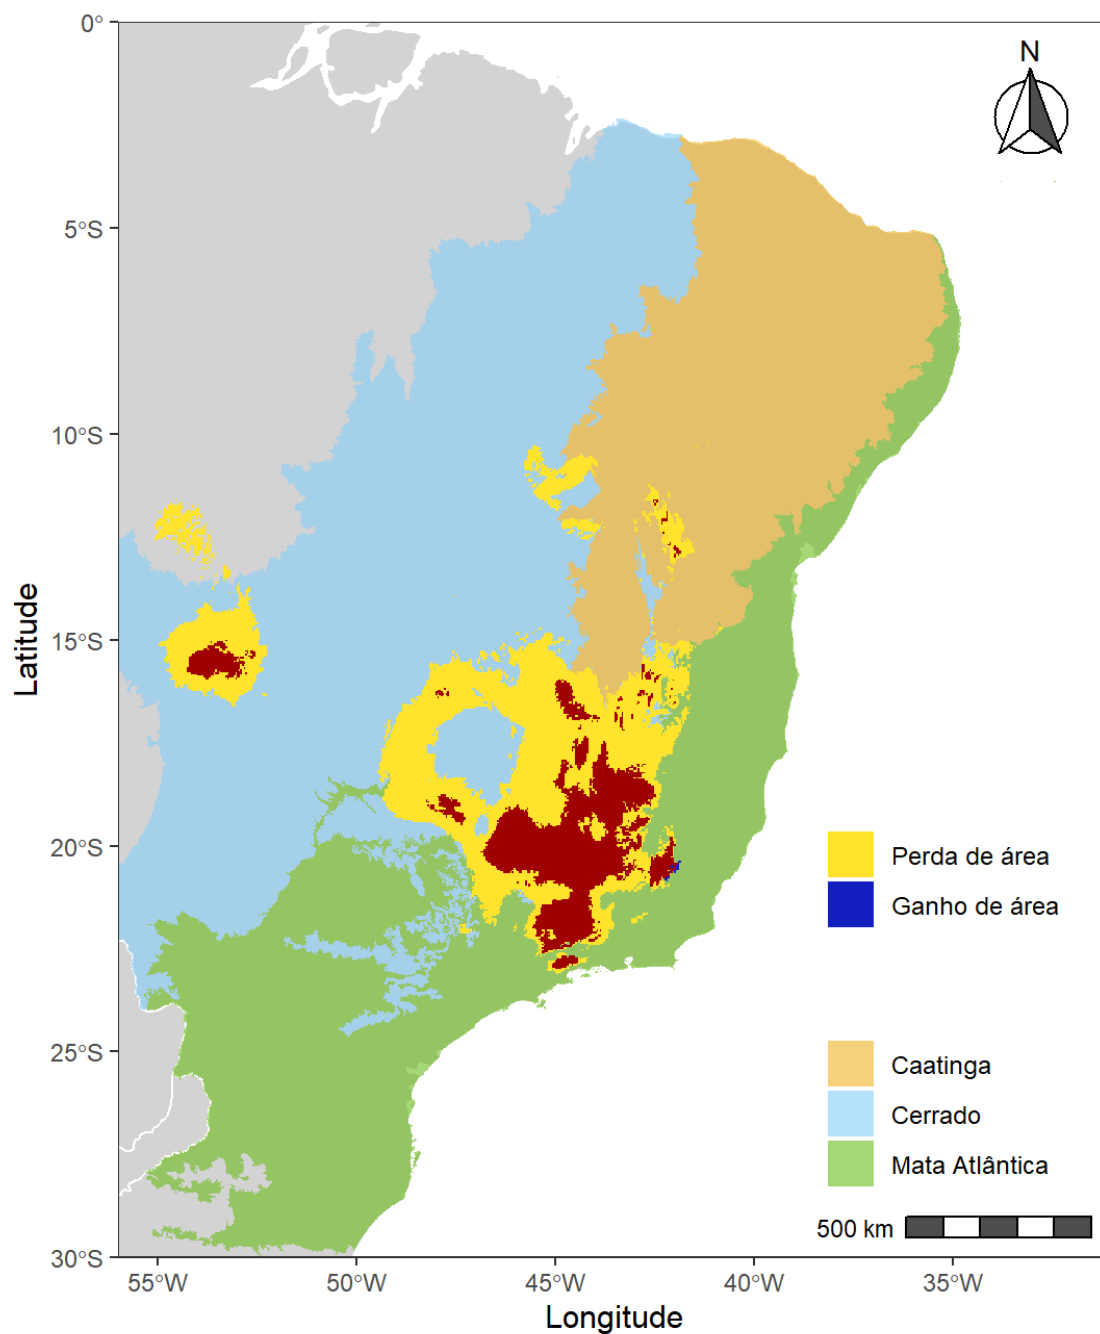 0°
N
5°S
10°S
15°S
20°S
25°S
30°S
Latitude
Perda de área
Ganho de área
Caatinga
Cerrado
Mata Atlântica
500 km
55°W 50°W 45°W 40°W 35°W
Longitude